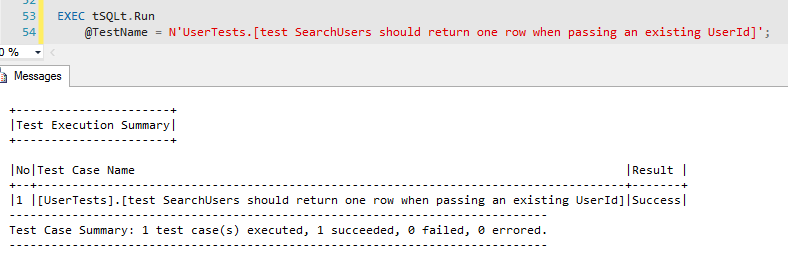 53 EXEC tSQLt.Run
54 @TestName = N'UserTests.[test SearchUsers should return one row when passing an existing UserId]';
0 %
Messages
+----------------------+
|Test Execution Summary|
+----------------------+
|No|Test Case Name |Result |
+--+----------------------------------------------------------------------------------+-------+
|1 |[UserTests].[test SearchUsers should return one row when passing an existing UserId]|Success|
-----------------------------------------------------------------------------
Test Case Summary: 1 test case(s) executed, 1 succeeded, 0 failed, 0 errored.
-----------------------------------------------------------------------------